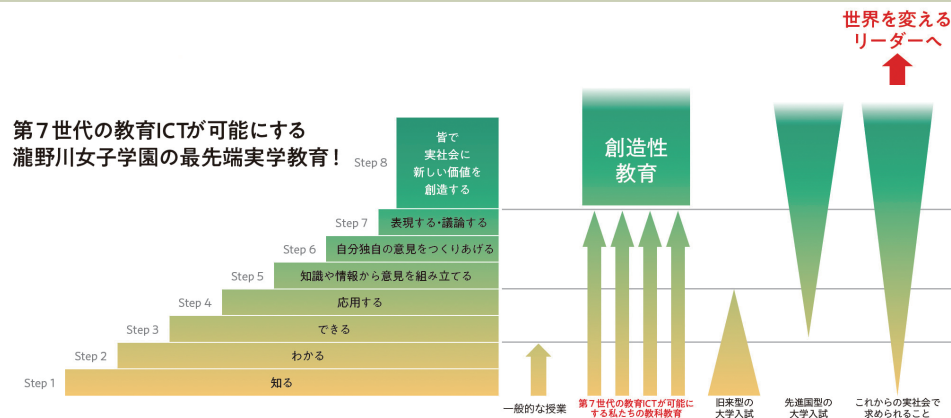 世界を変える
リーダーへ
第7世代の教育ICTが可能にする
瀧野川女子学園の最先端実学教育!
Step 8
皆で
実社会に
新しい価値を
創造する
Step 7
表現する・議論する
Step 6
自分独自の意見をつくりあげる
Step 5
知識や情報から意見を組み立てる
Step 4
応用する
Step 3
できる
Step 2
わかる
Step 1
知る
創造性
教育
一般的な授業
第7世代の教育ICTが可能に
する私たちの教科教育
旧来型の
大学入試
先進国型の
大学入試
これからの実社会で
求められること